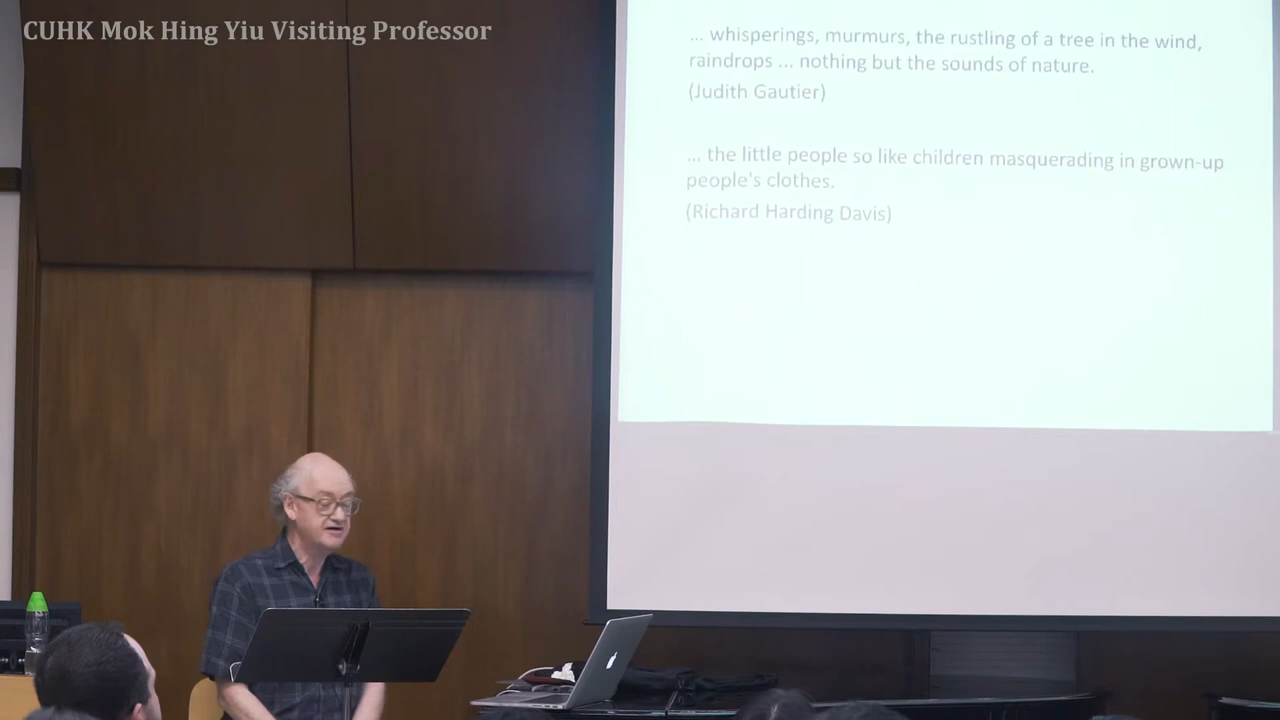 CUHK Mok Hing Yiu Visiting Professor
... whisperings, murmurs, the rustling of a tree in the wind,
raindrops ... nothing but the sounds of nature.
(Judith Gautier)
... the little people so like children masquerading in grown-up
people's clothes.
(Richard Harding Davis)